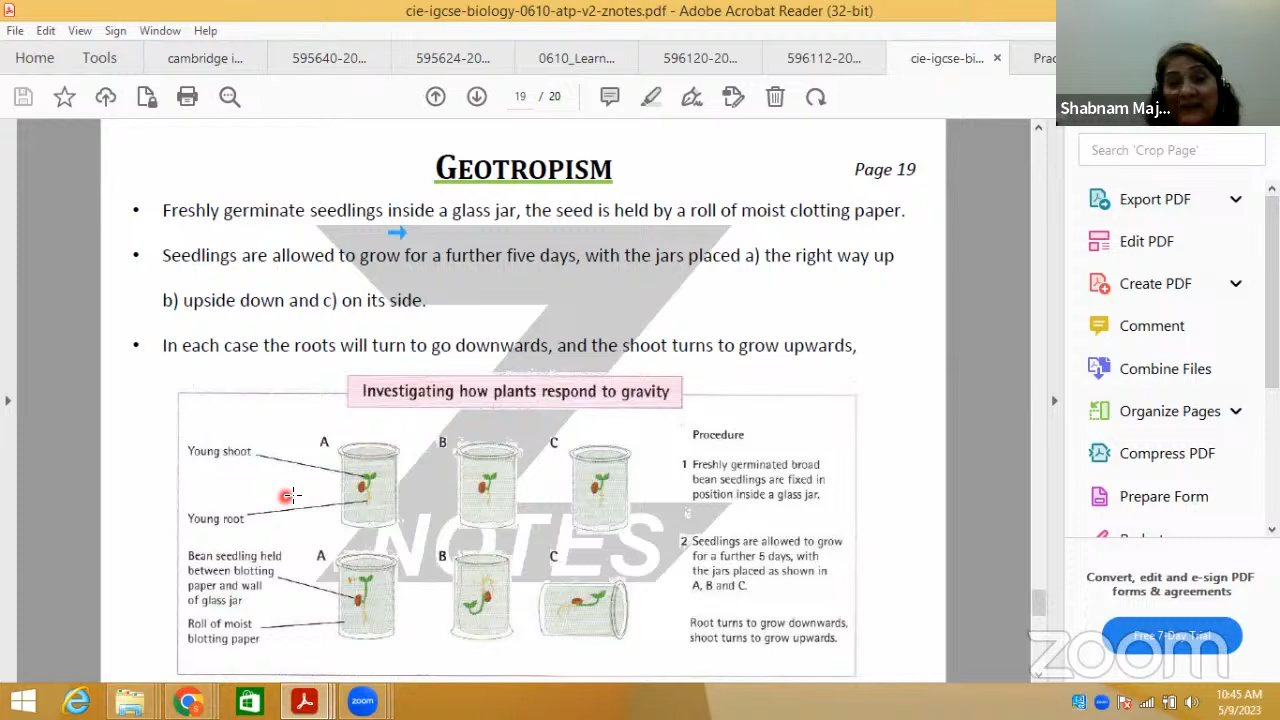 cie-igcse-biology-0610-atp-v2-znotes.pdf - Adobe Acrobat Reader (32-bit)
File Edit View Sign Window Help
Home Tools cambridge i... 595640-20... 595624-20... 0610_Learn... 596120-20... 596112-20... cie-igcse-bi... × Prac
19 / 20
Shabnam Maj...
Search 'Crop Page'
GEOTROPISM
Page 19
• Freshly germinate seedlings inside a glass jar, the seed is held by a roll of moist clotting paper.
• Seedlings are allowed to grow for a further five days, with the jars placed a) the right way up
b) upside down and c) on its side.
• In each case the roots will turn to go downwards, and the shoot turns to grow upwards,
Investigating how plants respond to gravity
Young shoot
Young root
A B C
Procedure
1 Freshly germinated broad
bean seedlings are fixed in
position inside a glass jar.
Bean seedling held
between blotting
paper and wall
of glass jar
Roll of moist
blotting paper
A B C
2 Seedlings are allowed to grow
for a further 5 days, with
the jars placed as shown in
A, B and C.
Root turns to grow downwards,
shoot turns to grow upwards.
ZNOTES
Export PDF
Edit PDF
Create PDF
Comment
Combine Files
Organize Pages
Compress PDF
Prepare Form
Convert, edit and e-sign PDF
forms & agreements
Free 7-Day Trial
zoom
zoom
10:45 AM
5/9/2023